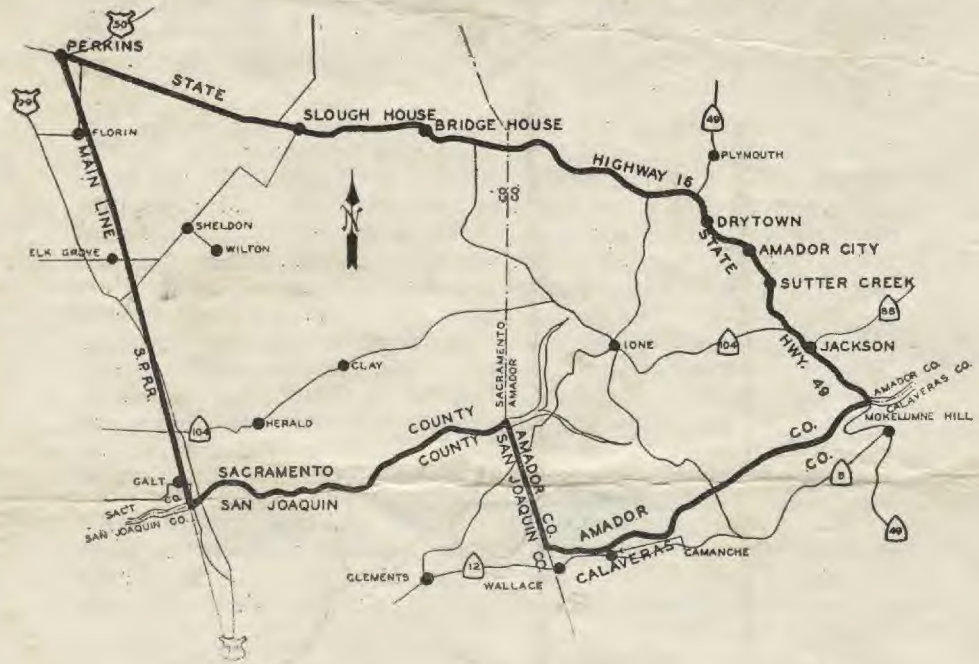 50
PERKINS
99
STATE
SLOUGH HOUSE
BRIDGE HOUSE
FLORIN
MAIN LINE
HIGHWAY 16
49
PLYMOUTH
N
CO.
CO.
SHELDON
WILTON
ELK GROVE
DRYTOWN
STATE
AMADOR CITY
SUTTER CREEK
88
S.P.R.R.
SACRAMENTO
AMADOR
IONE
104
HWY. 49
JACKSON
CLAY
AMADOR CO.
CALAVERAS CO.
MOKELUMNE HILL
HERALD
104
COUNTY
COUNTY
SACRAMENTO
SAN JOAQUIN
GALT
SACT CO.
SAN JOAQUIN CO.
AMADOR CO.
SAN JOAQUIN CO.
AMADOR CO.
CALAVERAS CO.
8
49
CAMANCHE
CLEMENTS
12
WALLACE